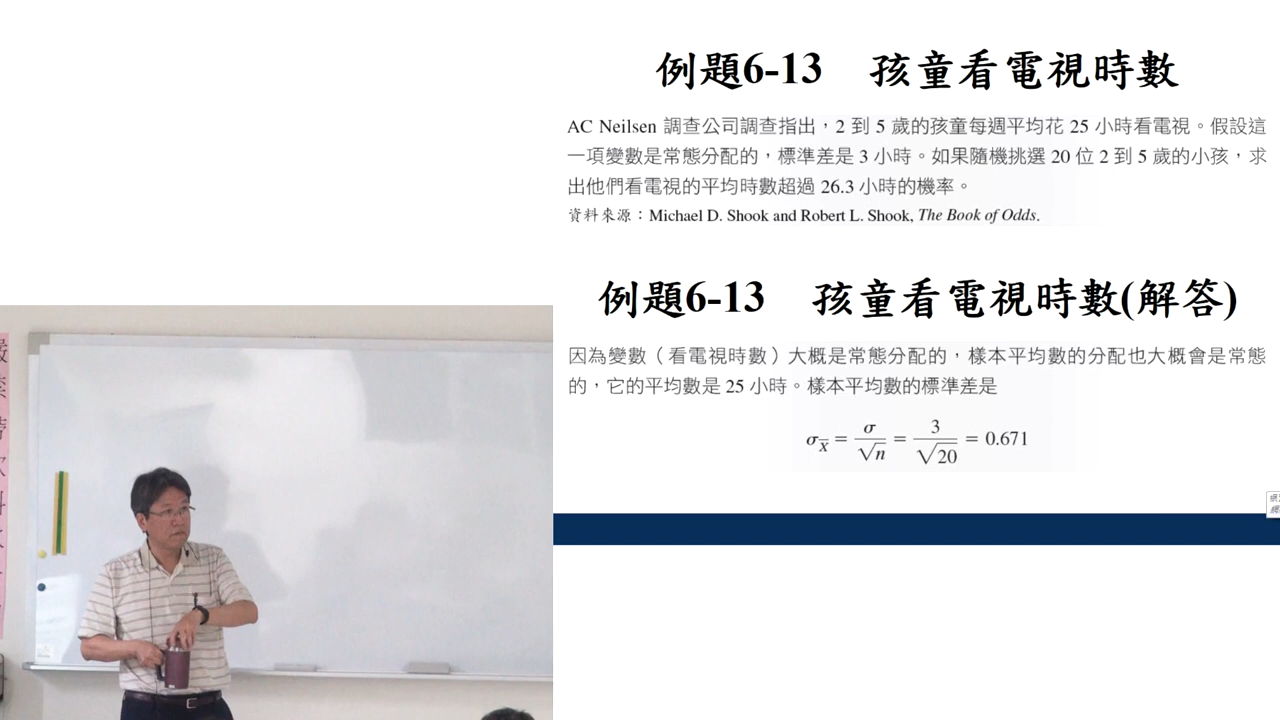 例題6-13　孩童看電視時數
AC Neilsen 調查公司調查指出，2 到 5 歲的孩童每週平均花 25 小時看電視。假設這
一項變數是常態分配的，標準差是 3 小時。如果隨機挑選 20 位 2 到 5 歲的小孩，求
出他們看電視的平均時數超過 26.3 小時的機率。
資料來源：Michael D. Shook and Robert L. Shook, The Book of Odds.
例題6-13　孩童看電視時數(解答)
因為變數（看電視時數）大概是常態分配的，樣本平均數的分配也大概會是常態
的，它的平均數是 25 小時。樣本平均數的標準差是
σ_X̄ = σ/√n = 3/√20 = 0.671